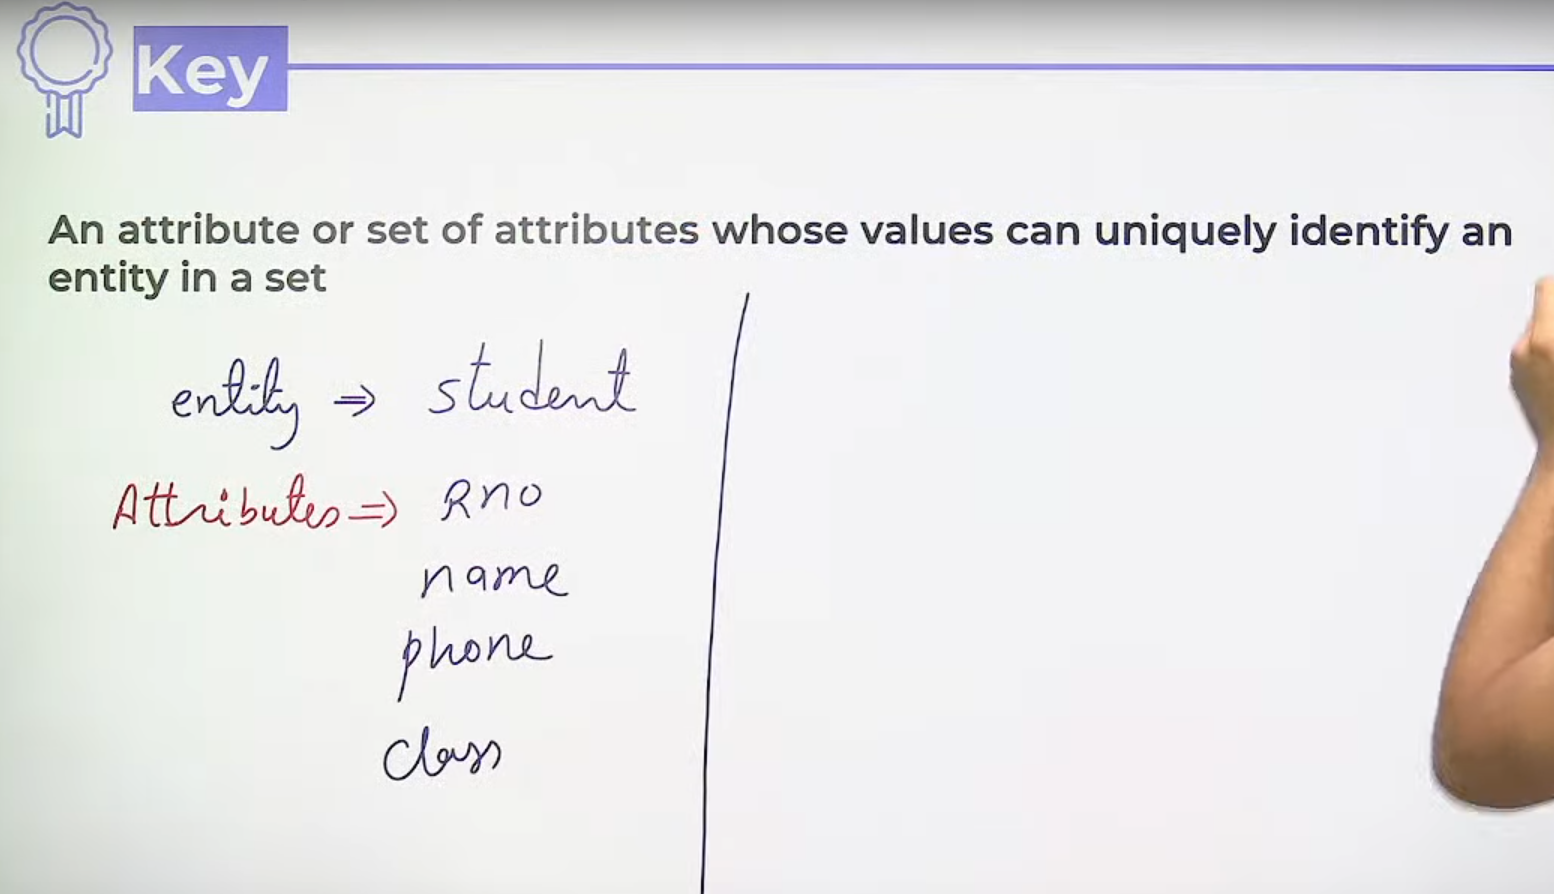 Key
An attribute or set of attributes whose values can uniquely identify an
entity in a set
entity ⇒ student
Attributes ⇒ Rno
name
phone
Class